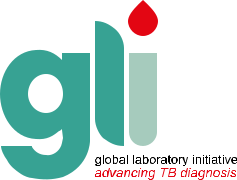 gli
global laboratory initiative
advancing TB diagnosis